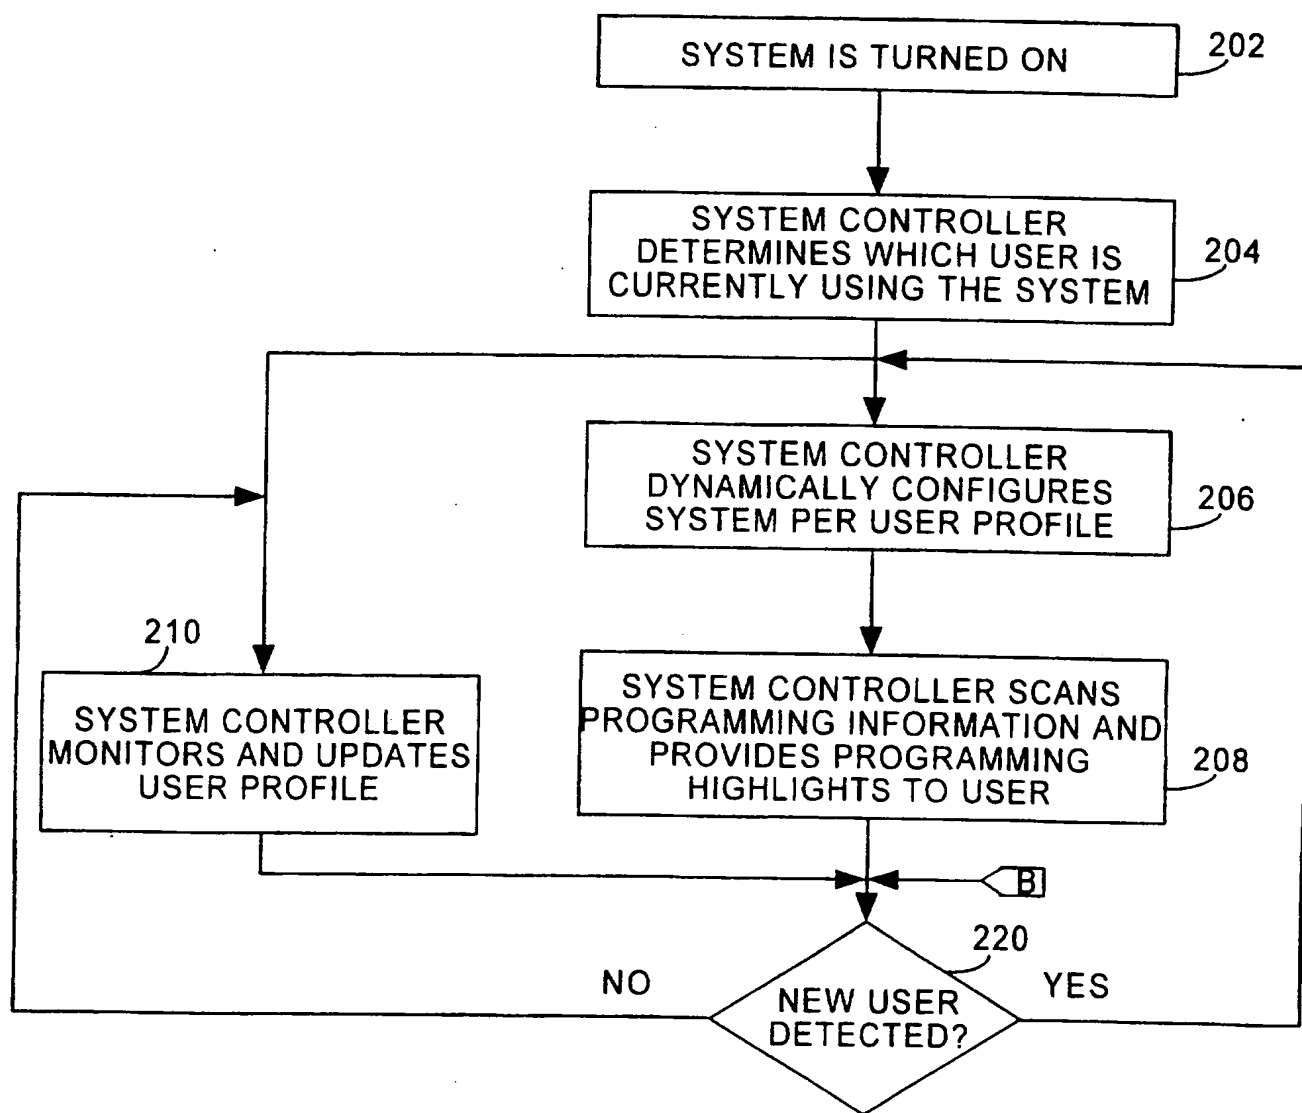 SYSTEM IS TURNED ON
202
SYSTEM CONTROLLER
DETERMINES WHICH USER IS
CURRENTLY USING THE SYSTEM
204
SYSTEM CONTROLLER
DYNAMICALLY CONFIGURES
SYSTEM PER USER PROFILE
206
210
SYSTEM CONTROLLER
MONITORS AND UPDATES
USER PROFILE
SYSTEM CONTROLLER SCANS
PROGRAMMING INFORMATION AND
PROVIDES PROGRAMMING
HIGHLIGHTS TO USER
208
B
220
NO
YES
NEW USER
DETECTED?